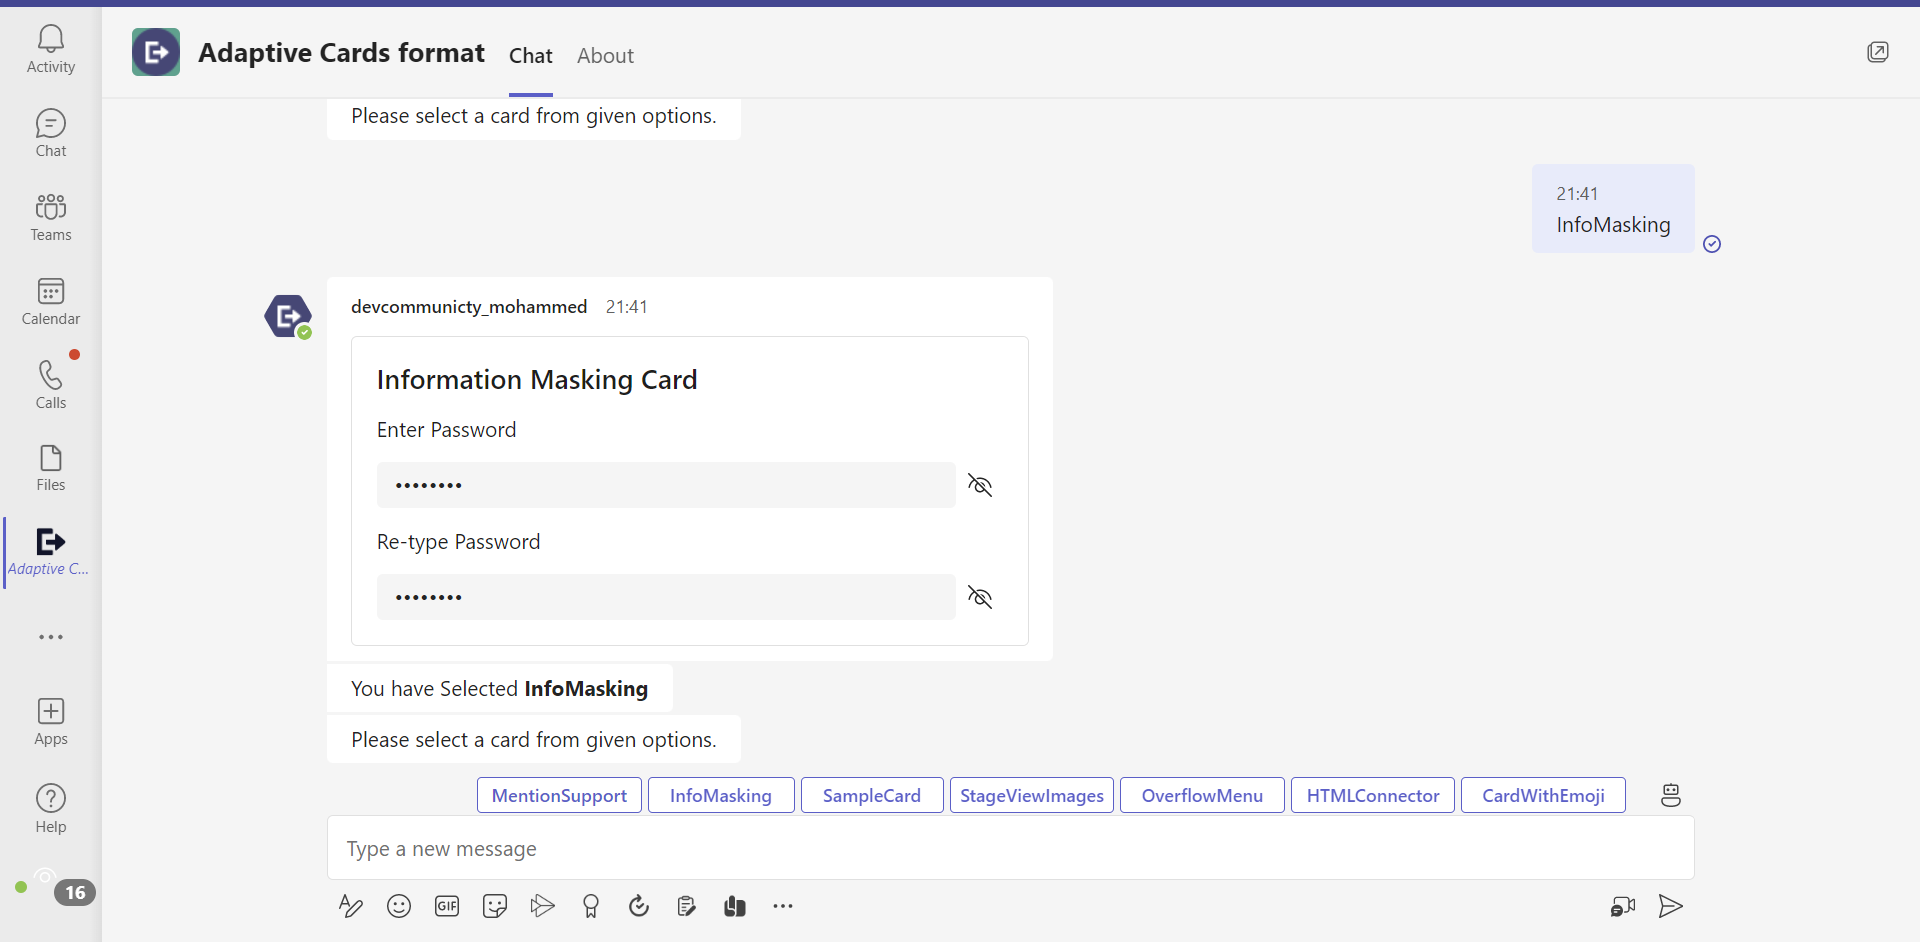 Activity
Chat
Teams
Calendar
Calls
Files
Adaptive C...
Apps
Help
16
Adaptive Cards format
Chat
About
Please select a card from given options.
21:41
InfoMasking
devcommunicty_mohammed 21:41
Information Masking Card
Enter Password
••••••••
Re-type Password
••••••••
You have Selected InfoMasking
Please select a card from given options.
MentionSupport
InfoMasking
SampleCard
StageViewImages
OverflowMenu
HTMLConnector
CardWithEmoji
Type a new message
GIF